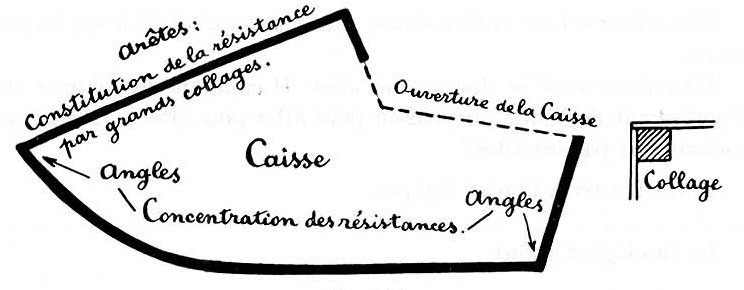 Arêtes:
Constitution de la résistance
par grands collages.
Ouverture de la Caisse
Caisse
Angles
Angles
Concentration des résistances.
Collage